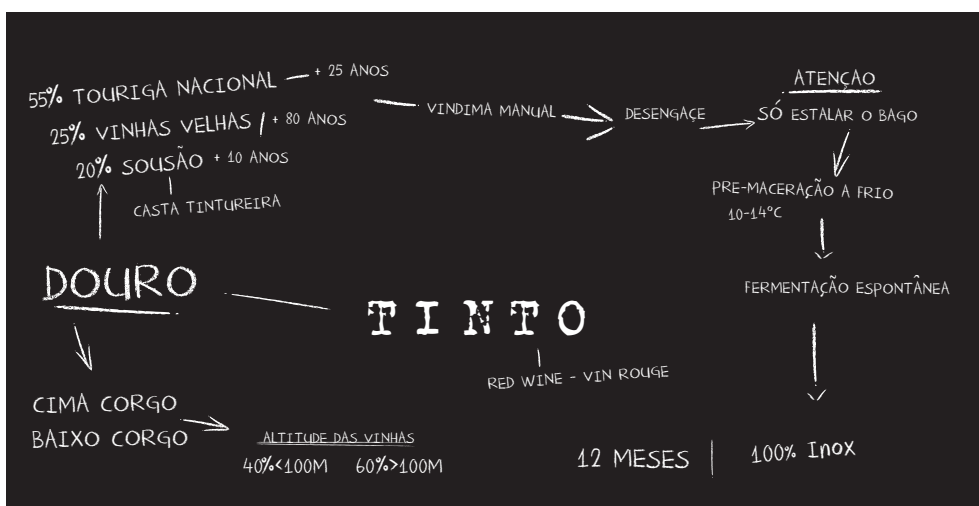 55% TOURIGA NACIONAL — + 25 ANOS
25% VINHAS VELHAS / + 80 ANOS
20% SOUSÃO + 10 ANOS
CASTA TINTUREIRA
VINDIMA MANUAL
DESENGAÇE
ATENÇAO
SÓ ESTALAR O BAGO
PRE-MACERAÇÃO A FRIO
10-14ºC
FERMENTAÇÃO ESPONTÂNEA
DOURO
TINTO
RED WINE - VIN ROUGE
CIMA CORGO
BAIXO CORGO
ALTITUDE DAS VINHAS
40%<100M 60%>100M
12 MESES | 100% Inox